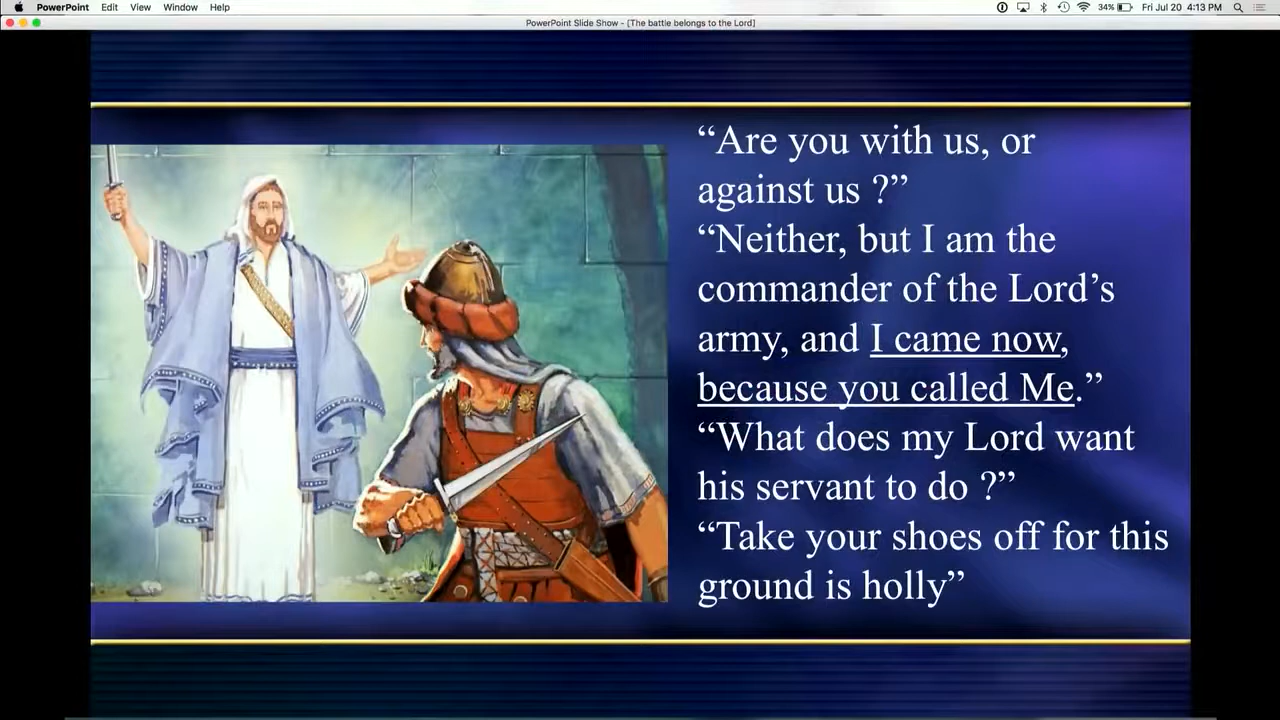 PowerPoint Edit View Window Help 34% Fri Jul 20 4:13 PM
PowerPoint Slide Show - [The battle belongs to the Lord]
“Are you with us, or
against us ?”
“Neither, but I am the
commander of the Lord’s
army, and I came now,
because you called Me.”
“What does my Lord want
his servant to do ?”
“Take your shoes off for this
ground is holly”